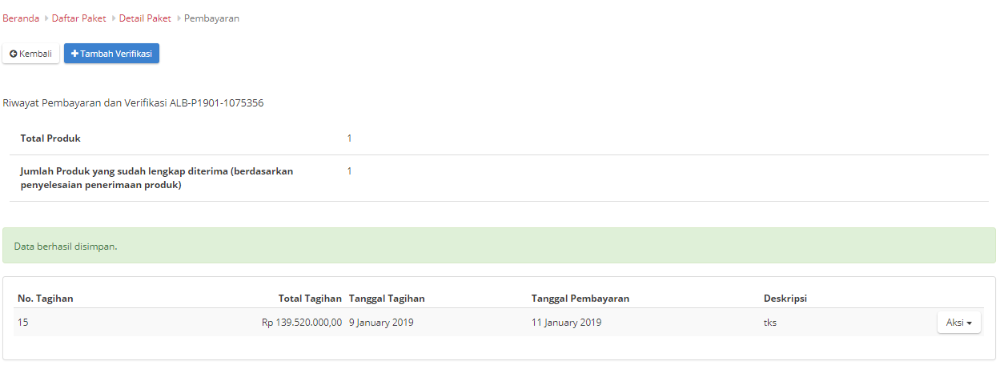 Beranda Daftar Paket Detail Paket Pembayaran
Kembali Tambah Verifikasi
Riwayat Pembayaran dan Verifikasi ALB-P1901-1075356
Total Produk 1
Jumlah Produk yang sudah lengkap diterima (berdasarkan 1
penyelesaian penerimaan produk)
Data berhasil disimpan.
No. Tagihan Total Tagihan Tanggal Tagihan Tanggal Pembayaran Deskripsi
15 Rp 139.520.000,00 9 January 2019 11 January 2019 tks Aksi